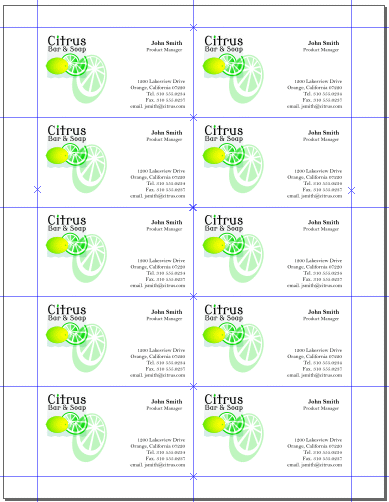 Citrus
Bar & Soap
John Smith
Product Manager
1200 Lakeview Drive
Orange, California 07220
Tel. 310 555.0234
Fax. 310 555.0237
email. jsmith@citrus.com
Citrus
Bar & Soap
John Smith
Product Manager
1200 Lakeview Drive
Orange, California 07220
Tel. 310 555.0234
Fax. 310 555.0237
email. jsmith@citrus.com
Citrus
Bar & Soap
John Smith
Product Manager
1200 Lakeview Drive
Orange, California 07220
Tel. 310 555.0234
Fax. 310 555.0237
email. jsmith@citrus.com
Citrus
Bar & Soap
John Smith
Product Manager
1200 Lakeview Drive
Orange, California 07220
Tel. 310 555.0234
Fax. 310 555.0237
email. jsmith@citrus.com
Citrus
Bar & Soap
John Smith
Product Manager
1200 Lakeview Drive
Orange, California 07220
Tel. 310 555.0234
Fax. 310 555.0237
email. jsmith@citrus.com
Citrus
Bar & Soap
John Smith
Product Manager
1200 Lakeview Drive
Orange, California 07220
Tel. 310 555.0234
Fax. 310 555.0237
email. jsmith@citrus.com
Citrus
Bar & Soap
John Smith
Product Manager
1200 Lakeview Drive
Orange, California 07220
Tel. 310 555.0234
Fax. 310 555.0237
email. jsmith@citrus.com
Citrus
Bar & Soap
John Smith
Product Manager
1200 Lakeview Drive
Orange, California 07220
Tel. 310 555.0234
Fax. 310 555.0237
email. jsmith@citrus.com
Citrus
Bar & Soap
John Smith
Product Manager
1200 Lakeview Drive
Orange, California 07220
Tel. 310 555.0234
Fax. 310 555.0237
email. jsmith@citrus.com
Citrus
Bar & Soap
John Smith
Product Manager
1200 Lakeview Drive
Orange, California 07220
Tel. 310 555.0234
Fax. 310 555.0237
email. jsmith@citrus.com